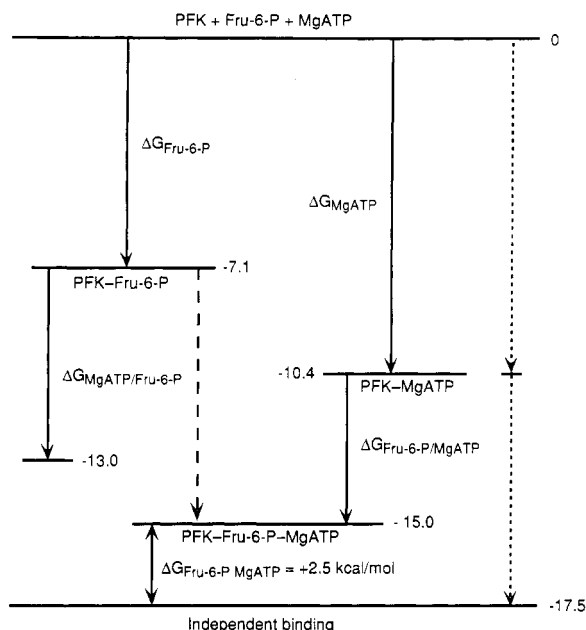 PFK + Fru-6-P + MgATP
0
ΔGFru-6-P
ΔGMgATP
-7.1
PFK–Fru-6-P
-10.4
PFK–MgATP
ΔGMgATP/Fru-6-P
ΔGFru-6-P/MgATP
-13.0
- 15.0
PFK–Fru-6-P–MgATP
ΔGFru-6-P MgATP = +2.5 kcal/mol
-17.5
Independent binding